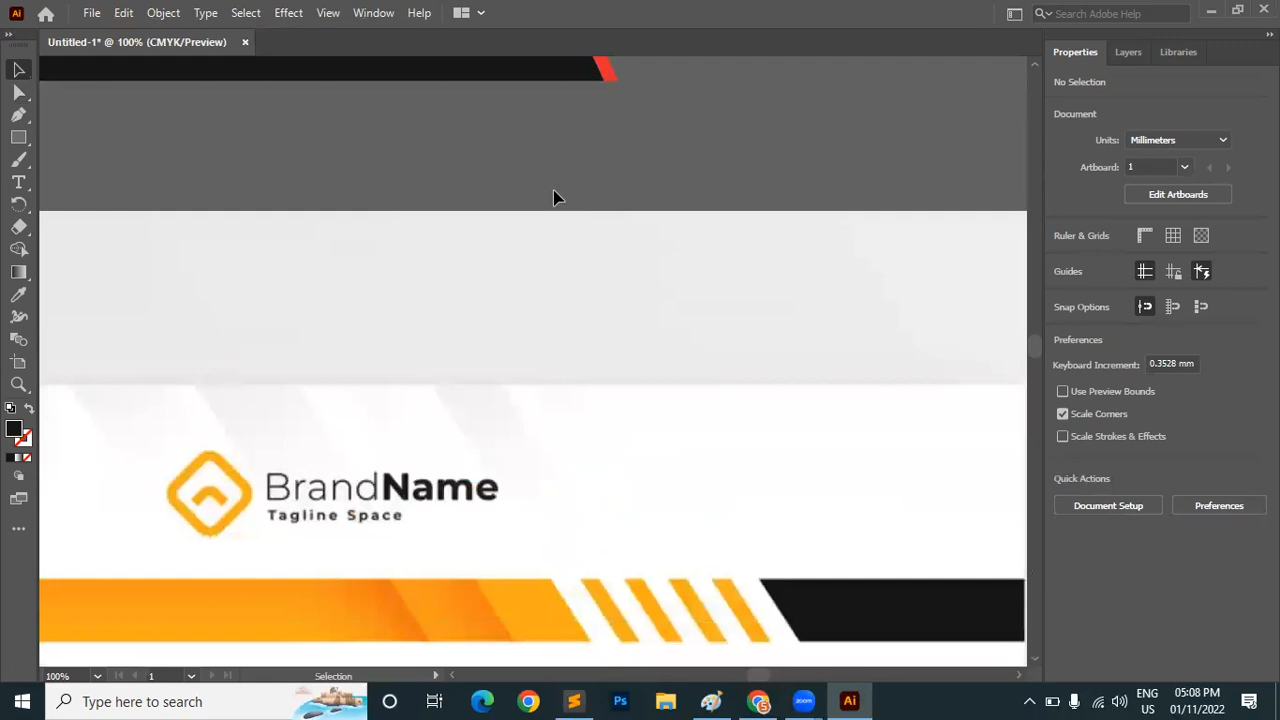 Ai File Edit Object Type Select Effect View Window Help Search Adobe Help
Untitled-1* @ 100% (CMYK/Preview) ×
Properties Layers Libraries
No Selection
Document
Units: Millimeters
Artboard: 1
Edit Artboards
Ruler & Grids
Guides
Snap Options
Preferences
Keyboard Increment: 0.3528 mm
Use Preview Bounds
Scale Corners
Scale Strokes & Effects
Quick Actions
Document Setup Preferences
BrandName
Tagline Space
100% 1 Selection
Type here to search Ps Ai ENG US 05:08 PM 01/11/2022